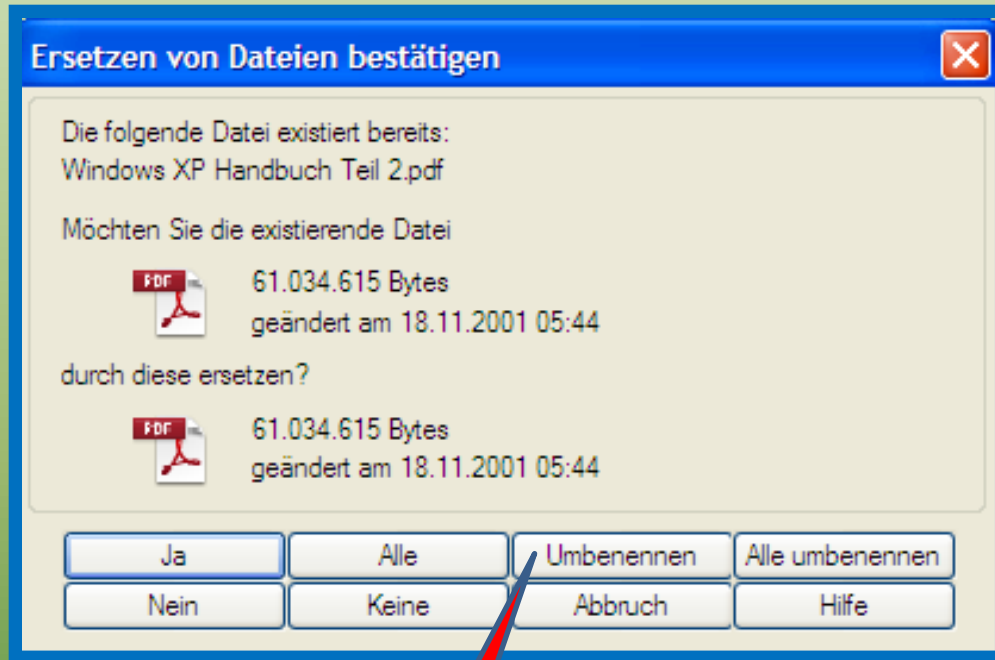 Ersetzen von Dateien bestätigen
Die folgende Datei existiert bereits:
Windows XP Handbuch Teil 2.pdf
Möchten Sie die existierende Datei
PDF
61.034.615 Bytes
geändert am 18.11.2001 05:44
durch diese ersetzen?
PDF
61.034.615 Bytes
geändert am 18.11.2001 05:44
Ja Alle Umbenennen Alle umbenennen
Nein Keine Abbruch Hilfe